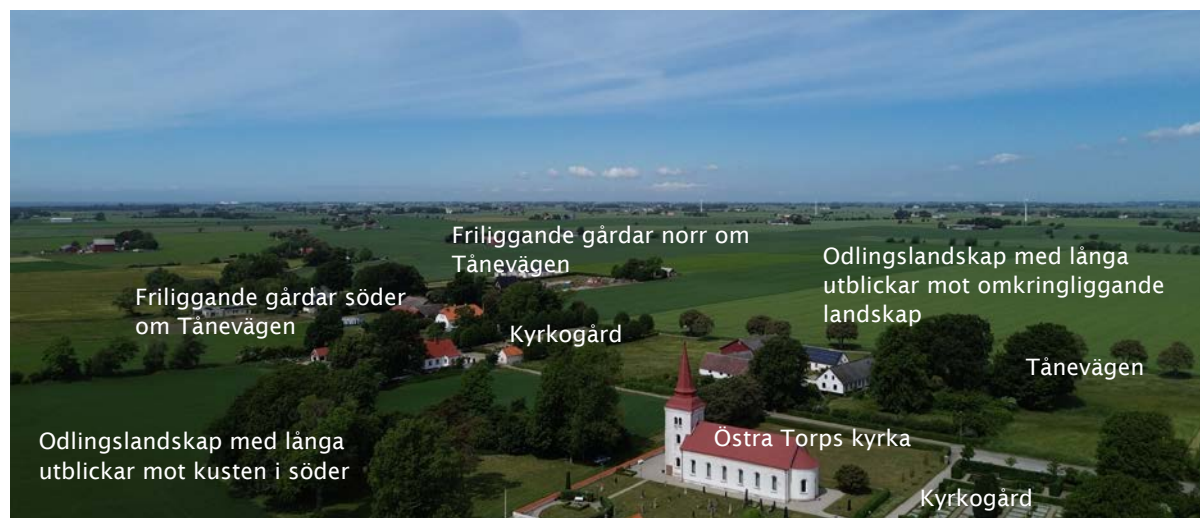 Friliggande gårdar norr om
Tånevägen
Odlingslandskap med långa
utblickar mot omkringliggande
landskap
Friliggande gårdar söder
om Tånevägen
Kyrkogård
Tånevägen
Odlingslandskap med långa
utblickar mot kusten i söder
Östra Torps kyrka
Kyrkogård